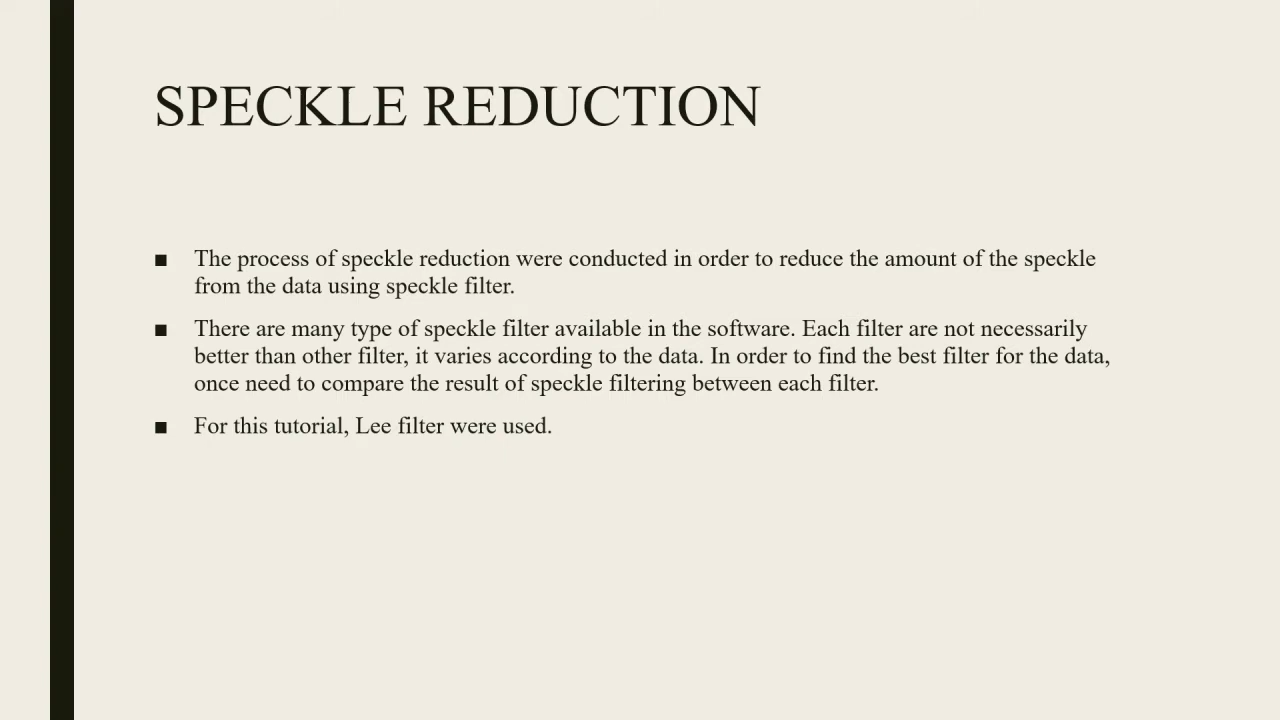 SPECKLE REDUCTION
■ The process of speckle reduction were conducted in order to reduce the amount of the speckle
from the data using speckle filter.
■ There are many type of speckle filter available in the software. Each filter are not necessarily
better than other filter, it varies according to the data. In order to find the best filter for the data,
once need to compare the result of speckle filtering between each filter.
■ For this tutorial, Lee filter were used.